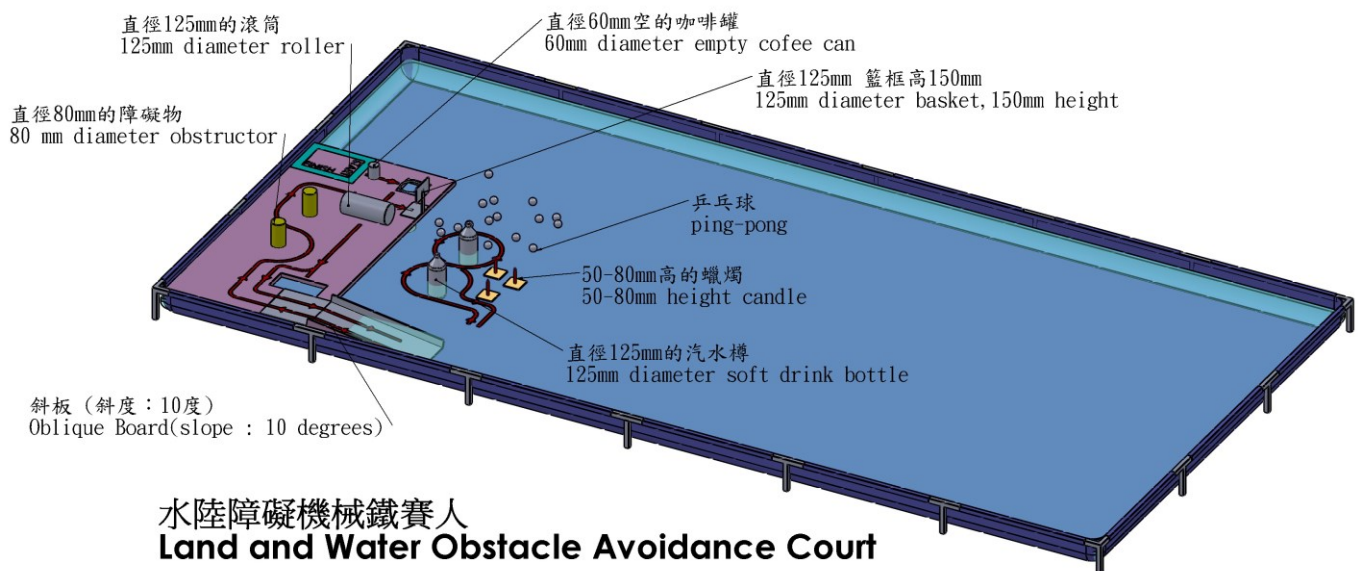 直徑125mm的滾筒
125mm diameter roller
直徑60mm空的咖啡罐
60mm diameter empty cofee can
直徑125mm 籃框高150mm
125mm diameter basket,150mm height
直徑80mm的障礙物
80 mm diameter obstructor
乒乓球
ping-pong
50-80mm高的蠟燭
50-80mm height candle
直徑125mm的汽水樽
125mm diameter soft drink bottle
斜板 (斜度：10度)
Oblique Board(slope : 10 degrees)
水陸障礙機械鐵賽人
Land and Water Obstacle Avoidance Court